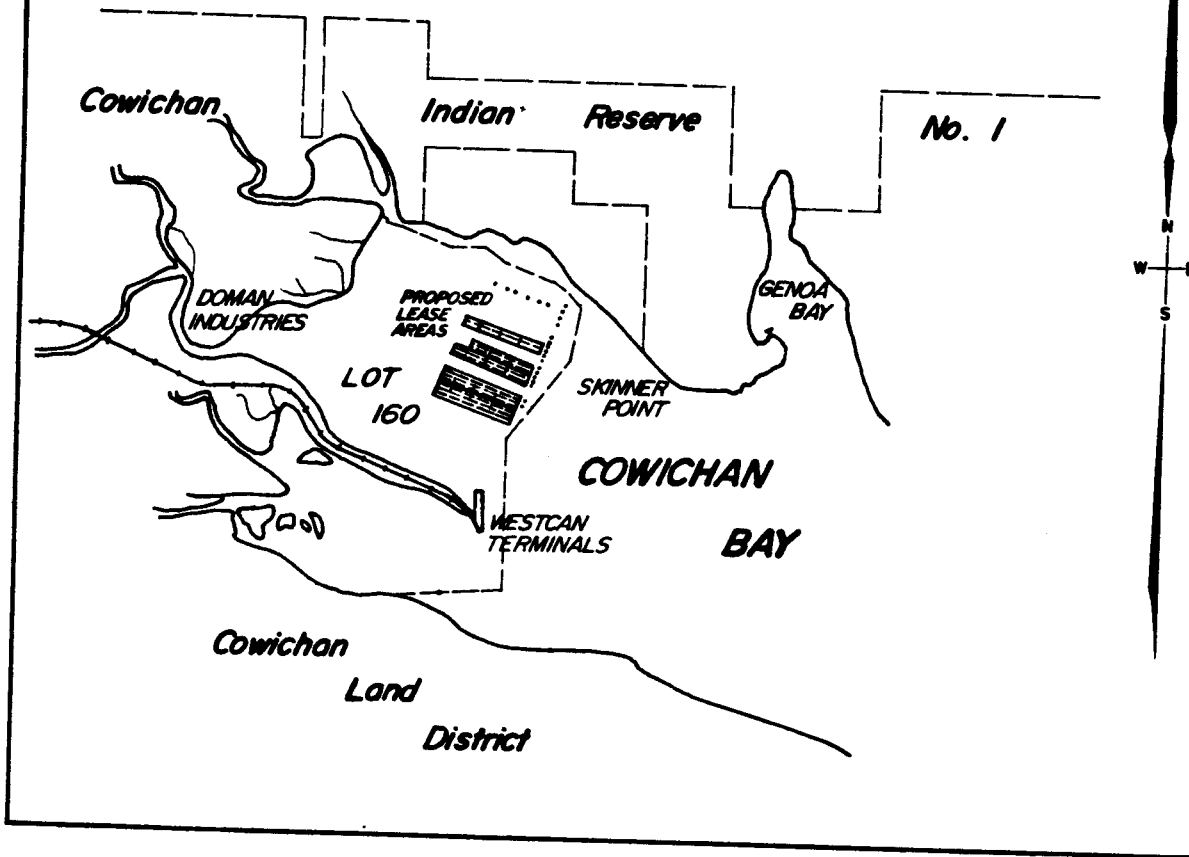 Cowichan Indian Reserve No. 1
N
W
S
GENOA
BAY
DOMAN
INDUSTRIES
PROPOSED
LEASE
AREAS
LOT
160
SKINNER
POINT
COWICHAN
BAY
WESTCAN
TERMINALS
Cowichan
Land
District